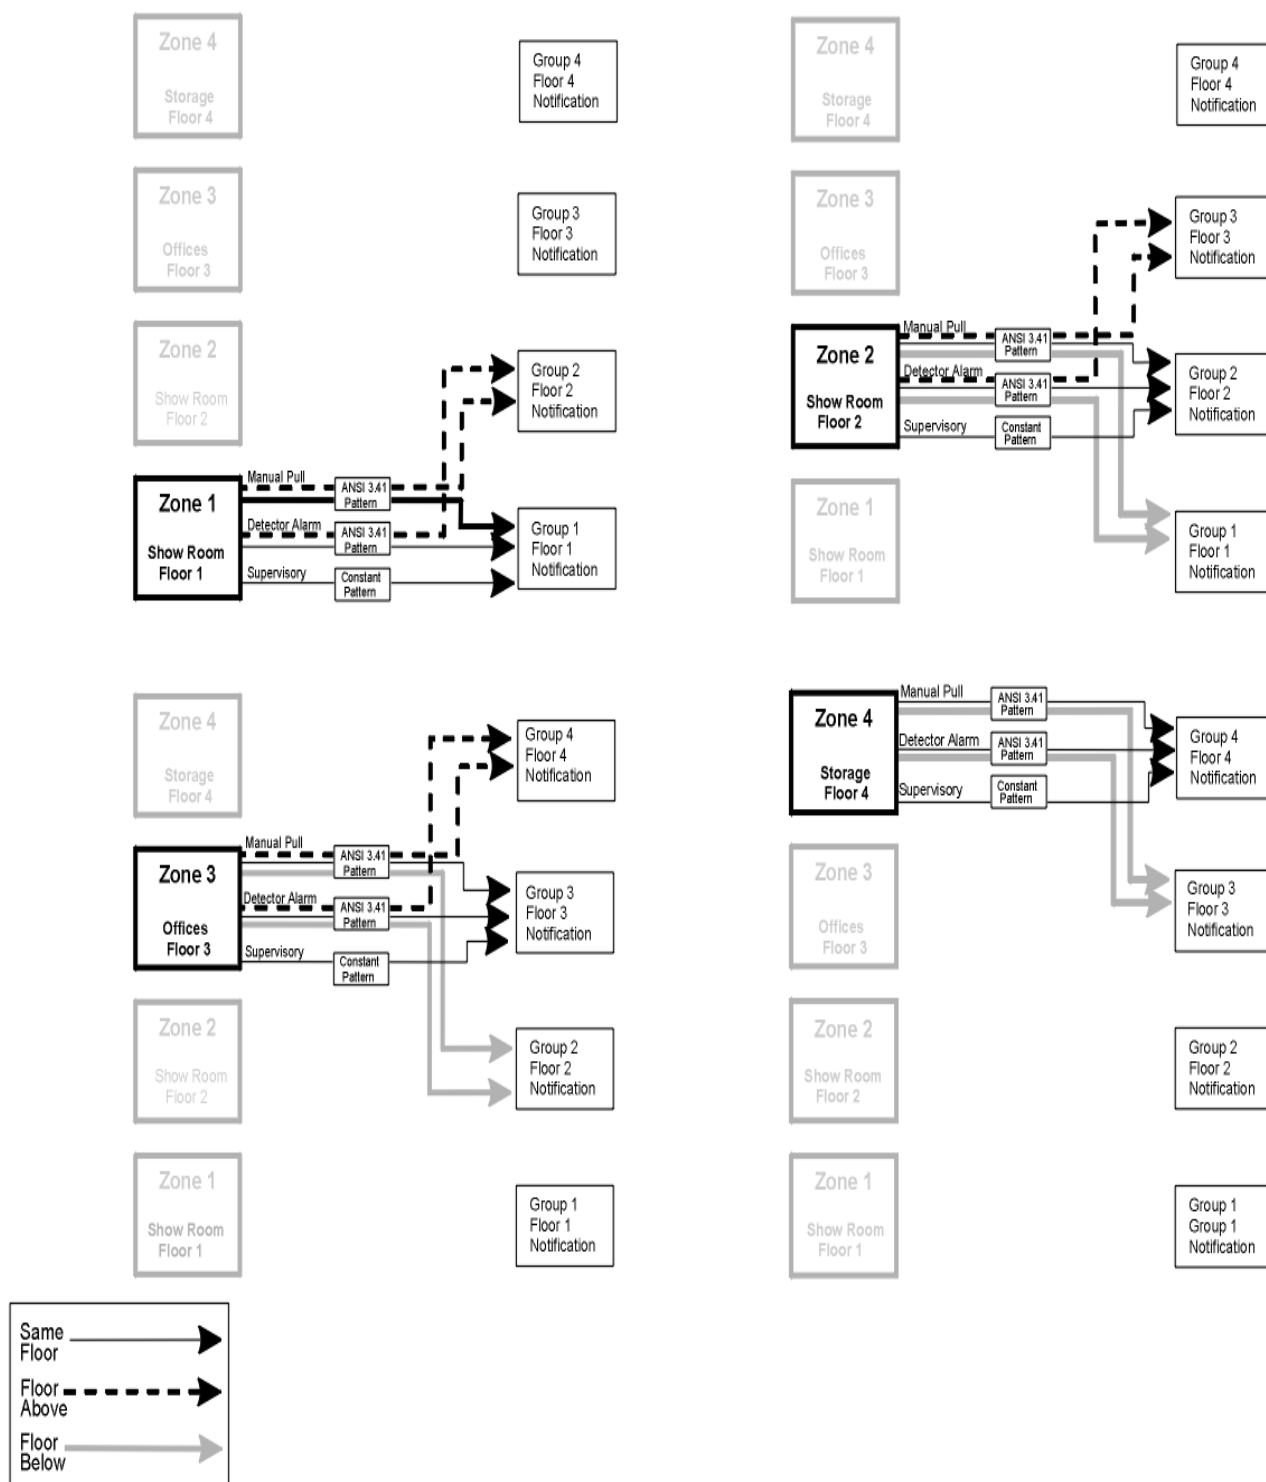 Zone 4
Storage
Floor 4
Group 4
Floor 4
Notification
Zone 3
Offices
Floor 3
Group 3
Floor 3
Notification
Zone 2
Show Room
Floor 2
Group 2
Floor 2
Notification
Zone 1
Show Room
Floor 1
Manual Pull
ANSI 3.41
Pattern
Detector Alarm
ANSI 3.41
Pattern
Supervisory
Constant
Pattern
Group 1
Floor 1
Notification
Zone 4
Storage
Floor 4
Group 4
Floor 4
Notification
Zone 3
Offices
Floor 3
Group 3
Floor 3
Notification
Zone 2
Show Room
Floor 2
Manual Pull
ANSI 3.41
Pattern
Detector Alarm
ANSI 3.41
Pattern
Supervisory
Constant
Pattern
Group 2
Floor 2
Notification
Zone 1
Show Room
Floor 1
Group 1
Floor 1
Notification
Zone 4
Storage
Floor 4
Group 4
Floor 4
Notification
Zone 3
Offices
Floor 3
Manual Pull
ANSI 3.41
Pattern
Detector Alarm
ANSI 3.41
Pattern
Supervisory
Constant
Pattern
Group 3
Floor 3
Notification
Zone 2
Show Room
Floor 2
Group 2
Floor 2
Notification
Zone 1
Show Room
Floor 1
Group 1
Floor 1
Notification
Zone 4
Storage
Floor 4
Manual Pull
ANSI 3.41
Pattern
Detector Alarm
ANSI 3.41
Pattern
Supervisory
Constant
Pattern
Group 4
Floor 4
Notification
Zone 3
Offices
Floor 3
Group 3
Floor 3
Notification
Zone 2
Show Room
Floor 2
Group 2
Floor 2
Notification
Zone 1
Show Room
Floor 1
Group 1
Group 1
Notification
Same
Floor
Floor
Above
Floor
Below